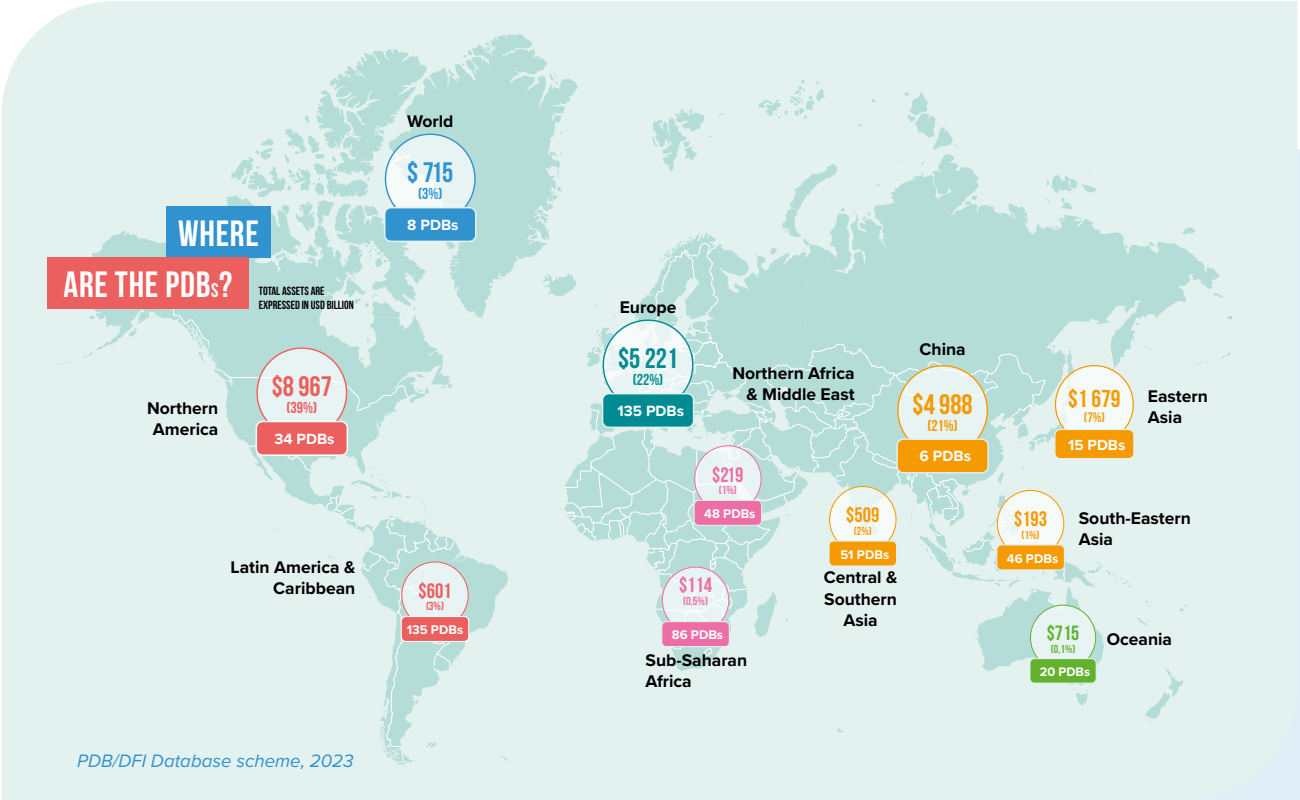 World
$ 715
(3%)
8 PDBs
WHERE
ARE THE PDBs?
TOTAL ASSETS ARE
EXPRESSED IN USD BILLION
Europe
$5 221
(22%)
135 PDBs
Northern
America
$8 967
(39%)
34 PDBs
Northern Africa
& Middle East
$219
(1%)
48 PDBs
China
$4 988
(21%)
6 PDBs
Eastern
Asia
$1 679
(7%)
15 PDBs
$509
(2%)
51 PDBs
Central &
Southern
Asia
South-Eastern
Asia
$193
(1%)
46 PDBs
Latin America &
Caribbean
$601
(3%)
135 PDBs
$114
(0,5%)
86 PDBs
Sub-Saharan
Africa
$715
(0,1%)
20 PDBs
Oceania
PDB/DFI Database scheme, 2023